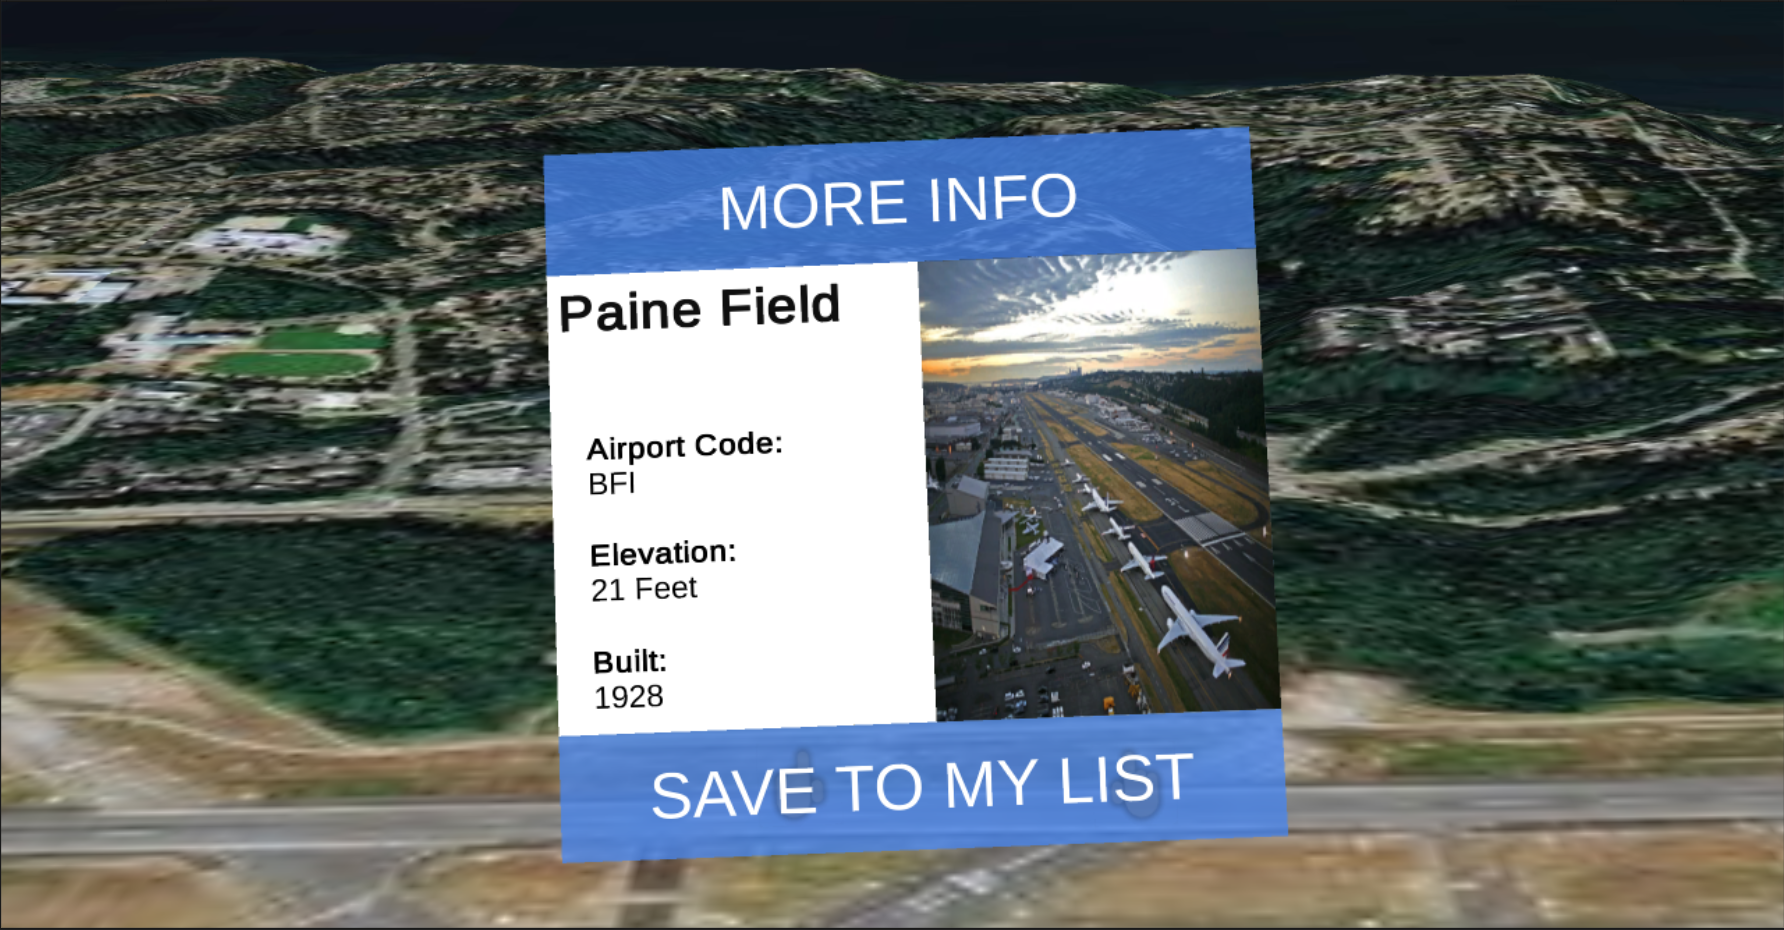 MORE INFO
Paine Field
Airport Code:
BFI
Elevation:
21 Feet
Built:
1928
SAVE TO MY LIST